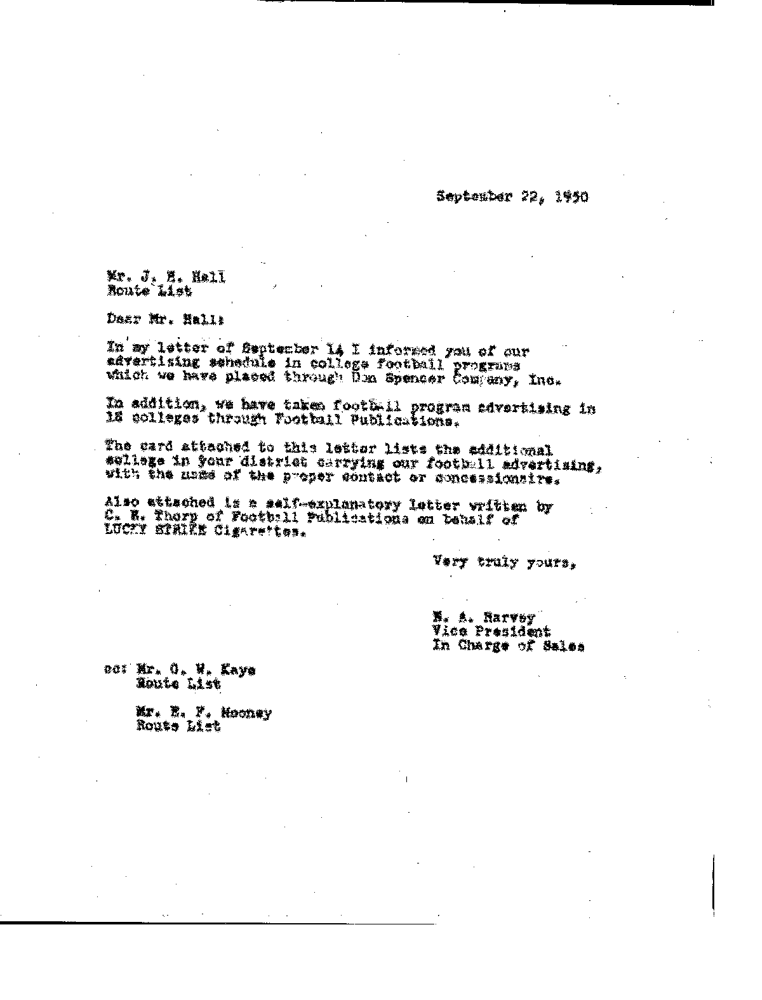 September 22, 1950
Mr. J. E. Hall
Route List
Dear Mr. Hall:
In my letter of September 14 I informed you of our
advertising schedule in college football programs
which we have placed through Don Spencer Company, Inc.
In addition, we have taken football program advertising in
18 colleges through Football Publications.
The card attached to this letter lists the additional
college in your district carrying our football advertising,
with the name of the proper contact or concessionaire.
Also attached is a self-explanatory letter written by
C. R. Thorp of Football Publications on behalf of
LUCKY STRIKE Cigarettes.
Very truly yours,
N. A. Harvey
Vice President
In Charge of Sales
cc: Mr. O. W. Kaye
Route List
Mr. E. F. Mooney
Route List